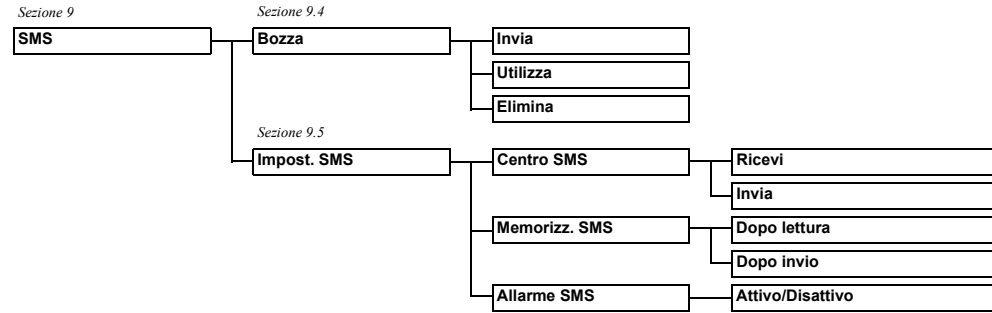 Sezione 9
Sezione 9.4
SMS
Bozza
Invia
Utilizza
Elimina
Sezione 9.5
Impost. SMS
Centro SMS
Ricevi
Invia
Memorizz. SMS
Dopo lettura
Dopo invio
Allarme SMS
Attivo/Disattivo